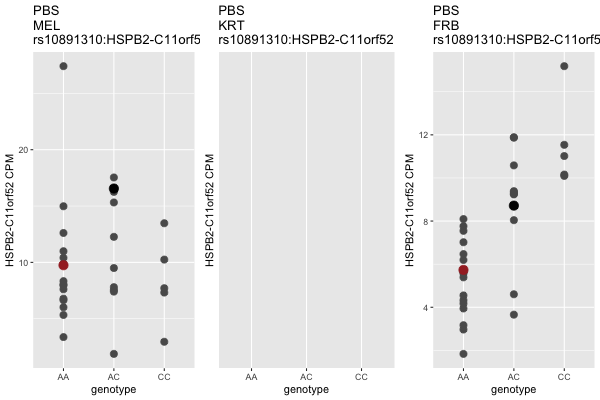 PBS
MEL
rs10891310:HSPB2-C11orf5
HSPB2-C11orf52 CPM
20
10
AA AC CC
genotype
PBS
KRT
rs10891310:HSPB2-C11orf52
HSPB2-C11orf52 CPM
AA AC CC
genotype
PBS
FRB
rs10891310:HSPB2-C11orf5
HSPB2-C11orf52 CPM
12
8
4
AA AC CC
genotype